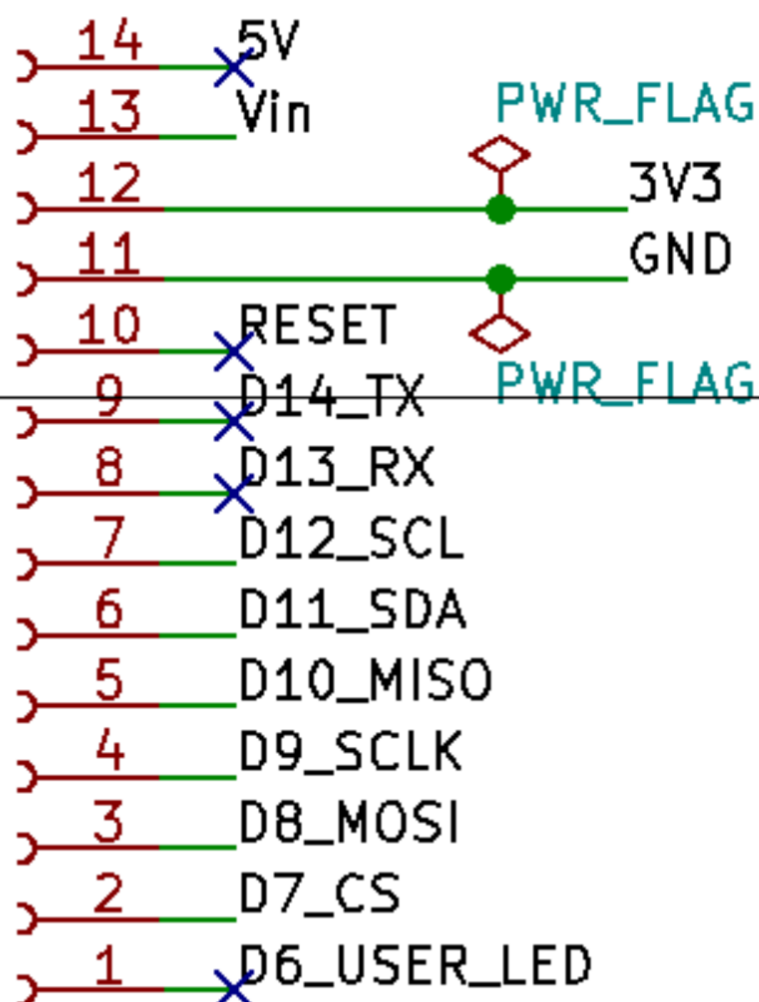 14 5V
13 Vin
PWR_FLAG
12 3V3
11 GND
10 RESET
PWR_FLAG
9 D14_TX
8 D13_RX
7 D12_SCL
6 D11_SDA
5 D10_MISO
4 D9_SCLK
3 D8_MOSI
2 D7_CS
1 D6_USER_LED